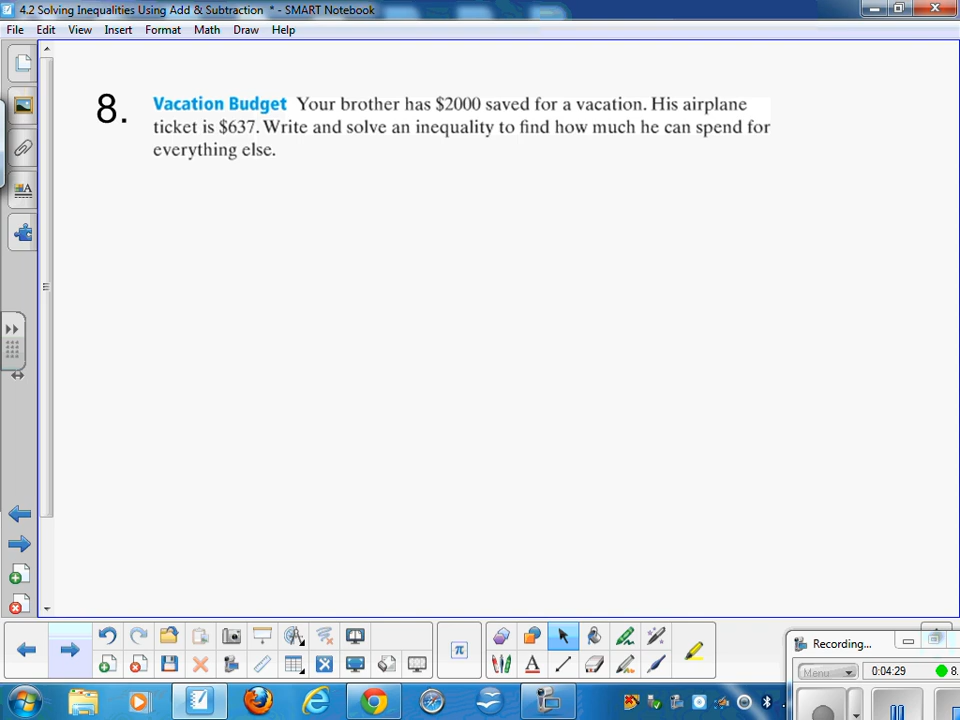 4.2 Solving Inequalities Using Add & Subtraction * - SMART Notebook
File Edit View Insert Format Math Draw Help
8. Vacation Budget Your brother has $2000 saved for a vacation. His airplane
ticket is $637. Write and solve an inequality to find how much he can spend for
everything else.
π
A
Recording...
Menu 0:04:29 8.